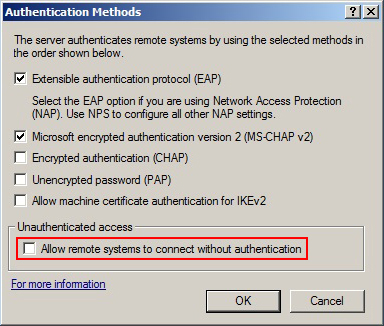 Authentication Methods
The server authenticates remote systems by using the selected methods in
the order shown below.
Extensible authentication protocol (EAP)
Select the EAP option if you are using Network Access Protection
(NAP). Use NPS to configure all other NAP settings.
Microsoft encrypted authentication version 2 (MS-CHAP v2)
Encrypted authentication (CHAP)
Unencrypted password (PAP)
Allow machine certificate authentication for IKEv2
Unauthenticated access
Allow remote systems to connect without authentication
For more information
OK
Cancel